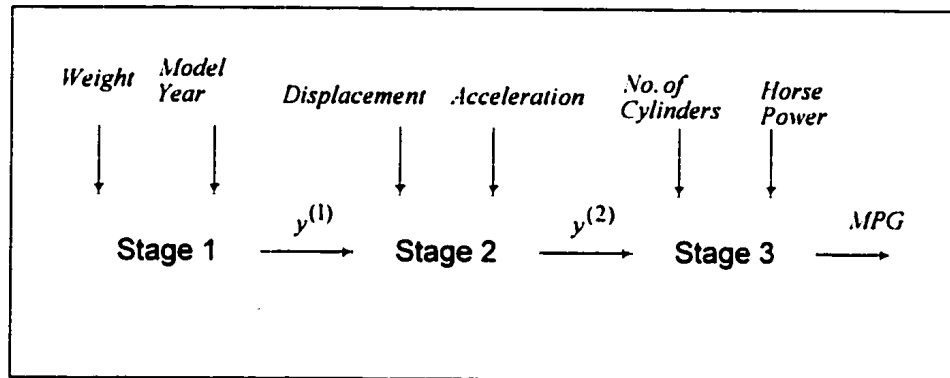 Weight
Model
Year
Displacement
Acceleration
No. of
Cylinders
Horse
Power
Stage 1
y(1)
Stage 2
y(2)
Stage 3
MPG